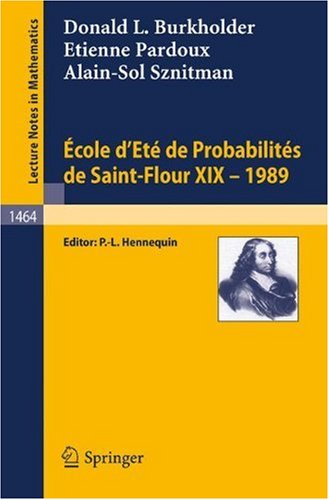 Donald L. Burkholder
Etienne Pardoux
Alain-Sol Sznitman
Lecture Notes in Mathematics
École d'Eté de Probabilités
de Saint-Flour XIX – 1989
1464
Editor: P.-L. Hennequin
Springer